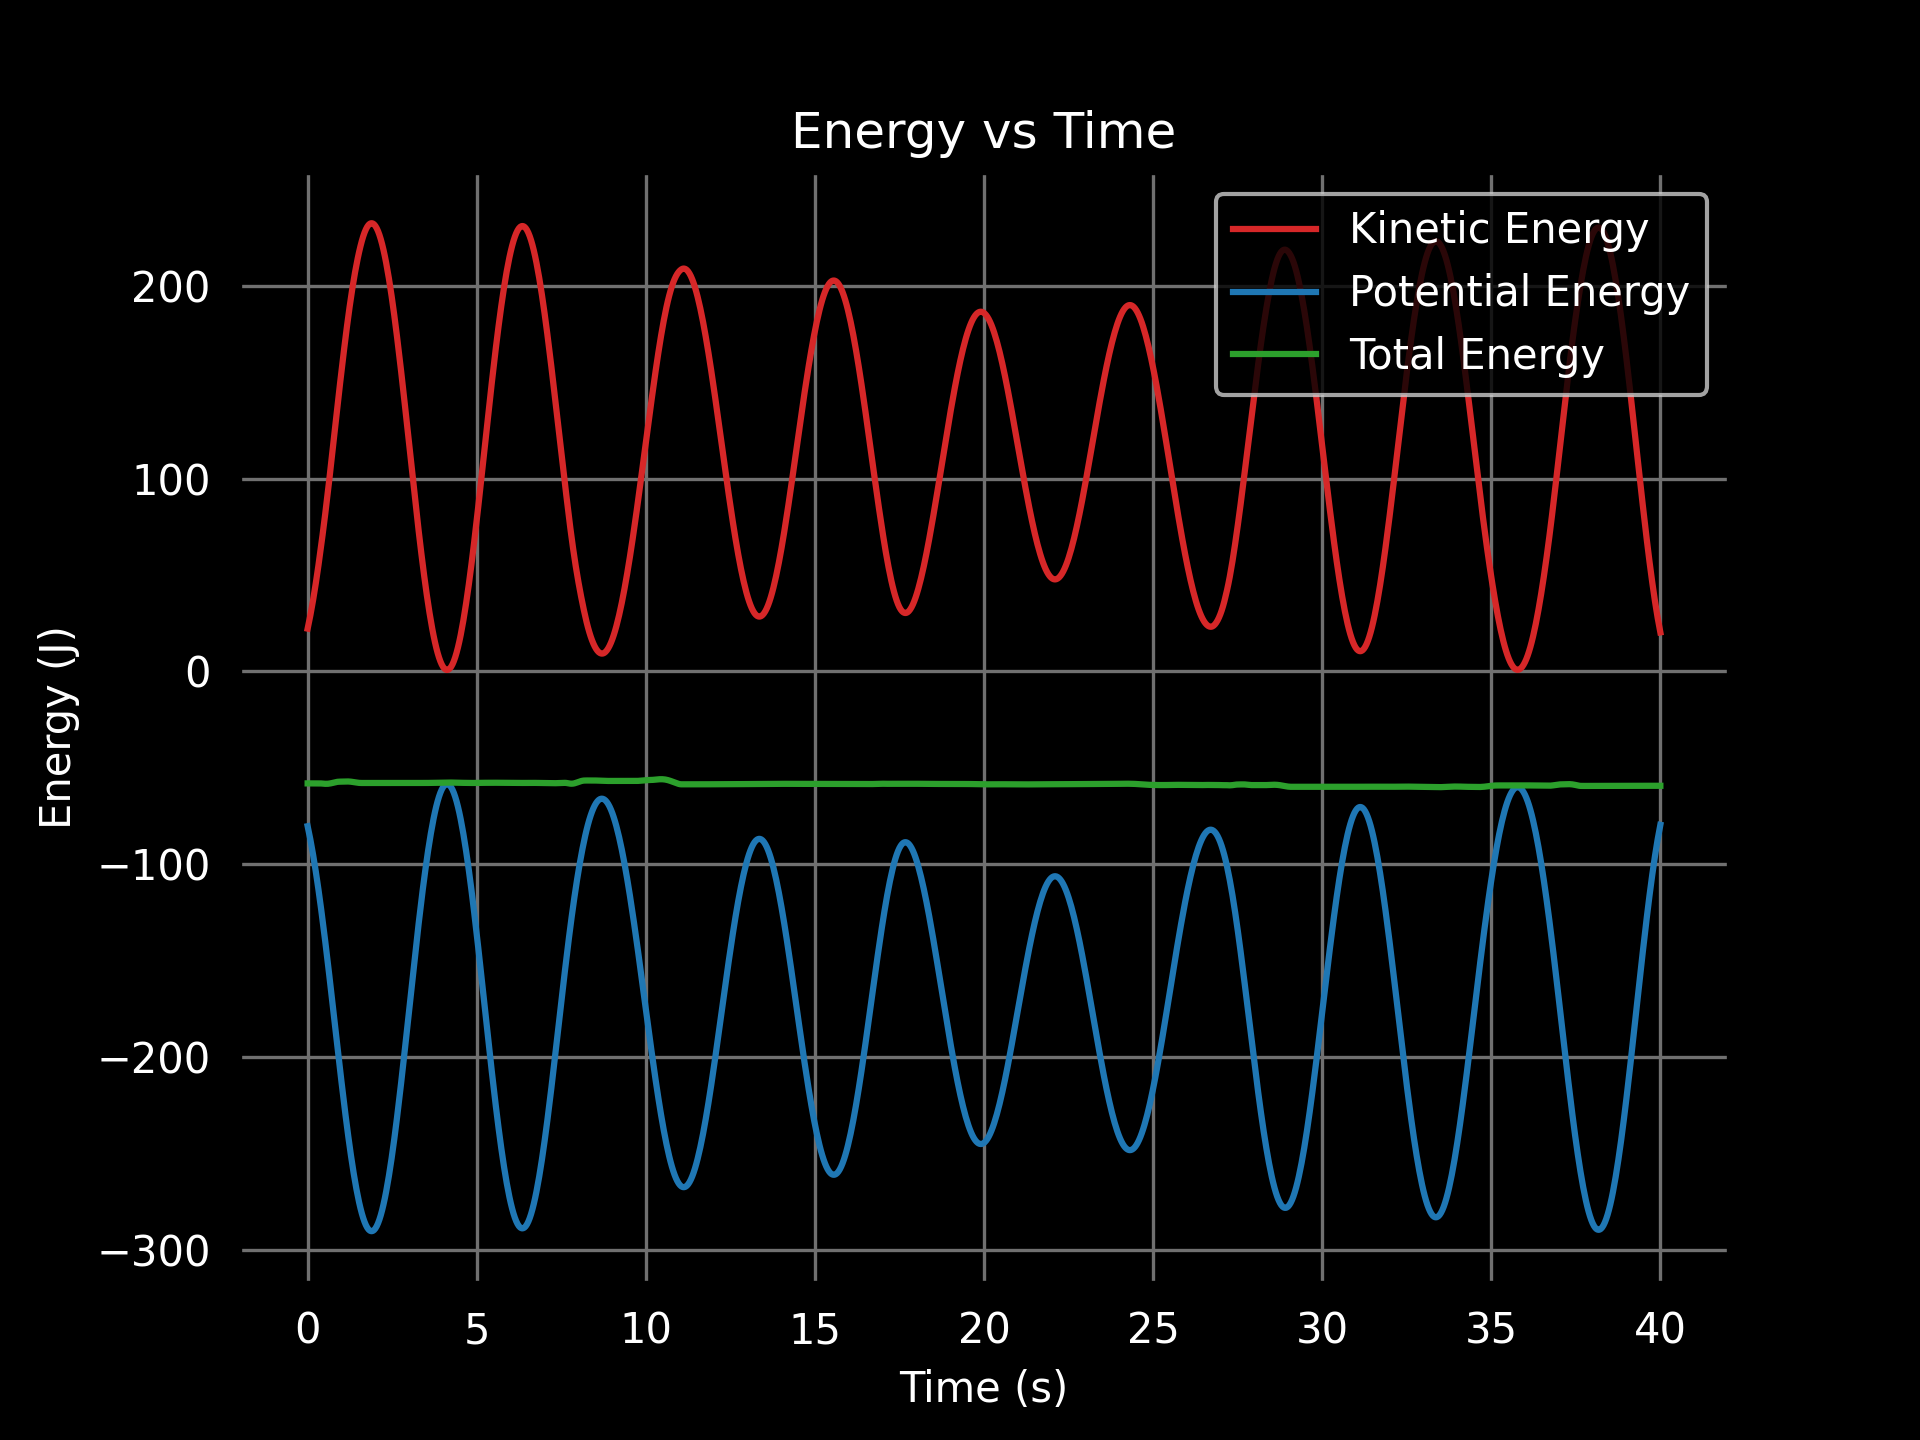 Energy vs Time
Kinetic Energy
Potential Energy
Total Energy
200
100
0
−100
−200
−300
Energy (J)
0 5 10 15 20 25 30 35 40
Time (s)